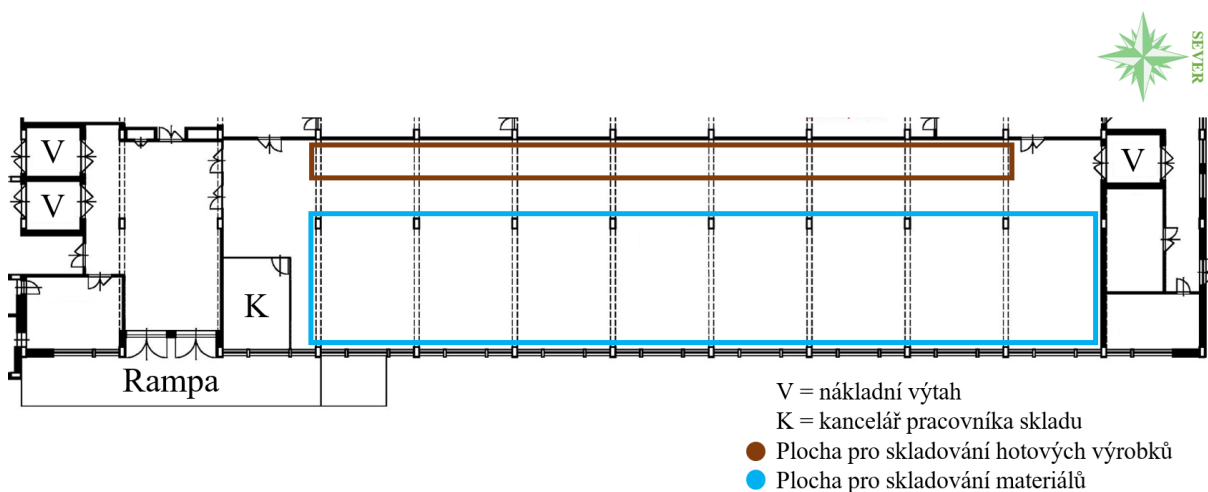 SEVER
V
V
V
K
Rampa
V = nákladní výtah
K = kancelář pracovníka skladu
Plocha pro skladování hotových výrobků
Plocha pro skladování materiálů